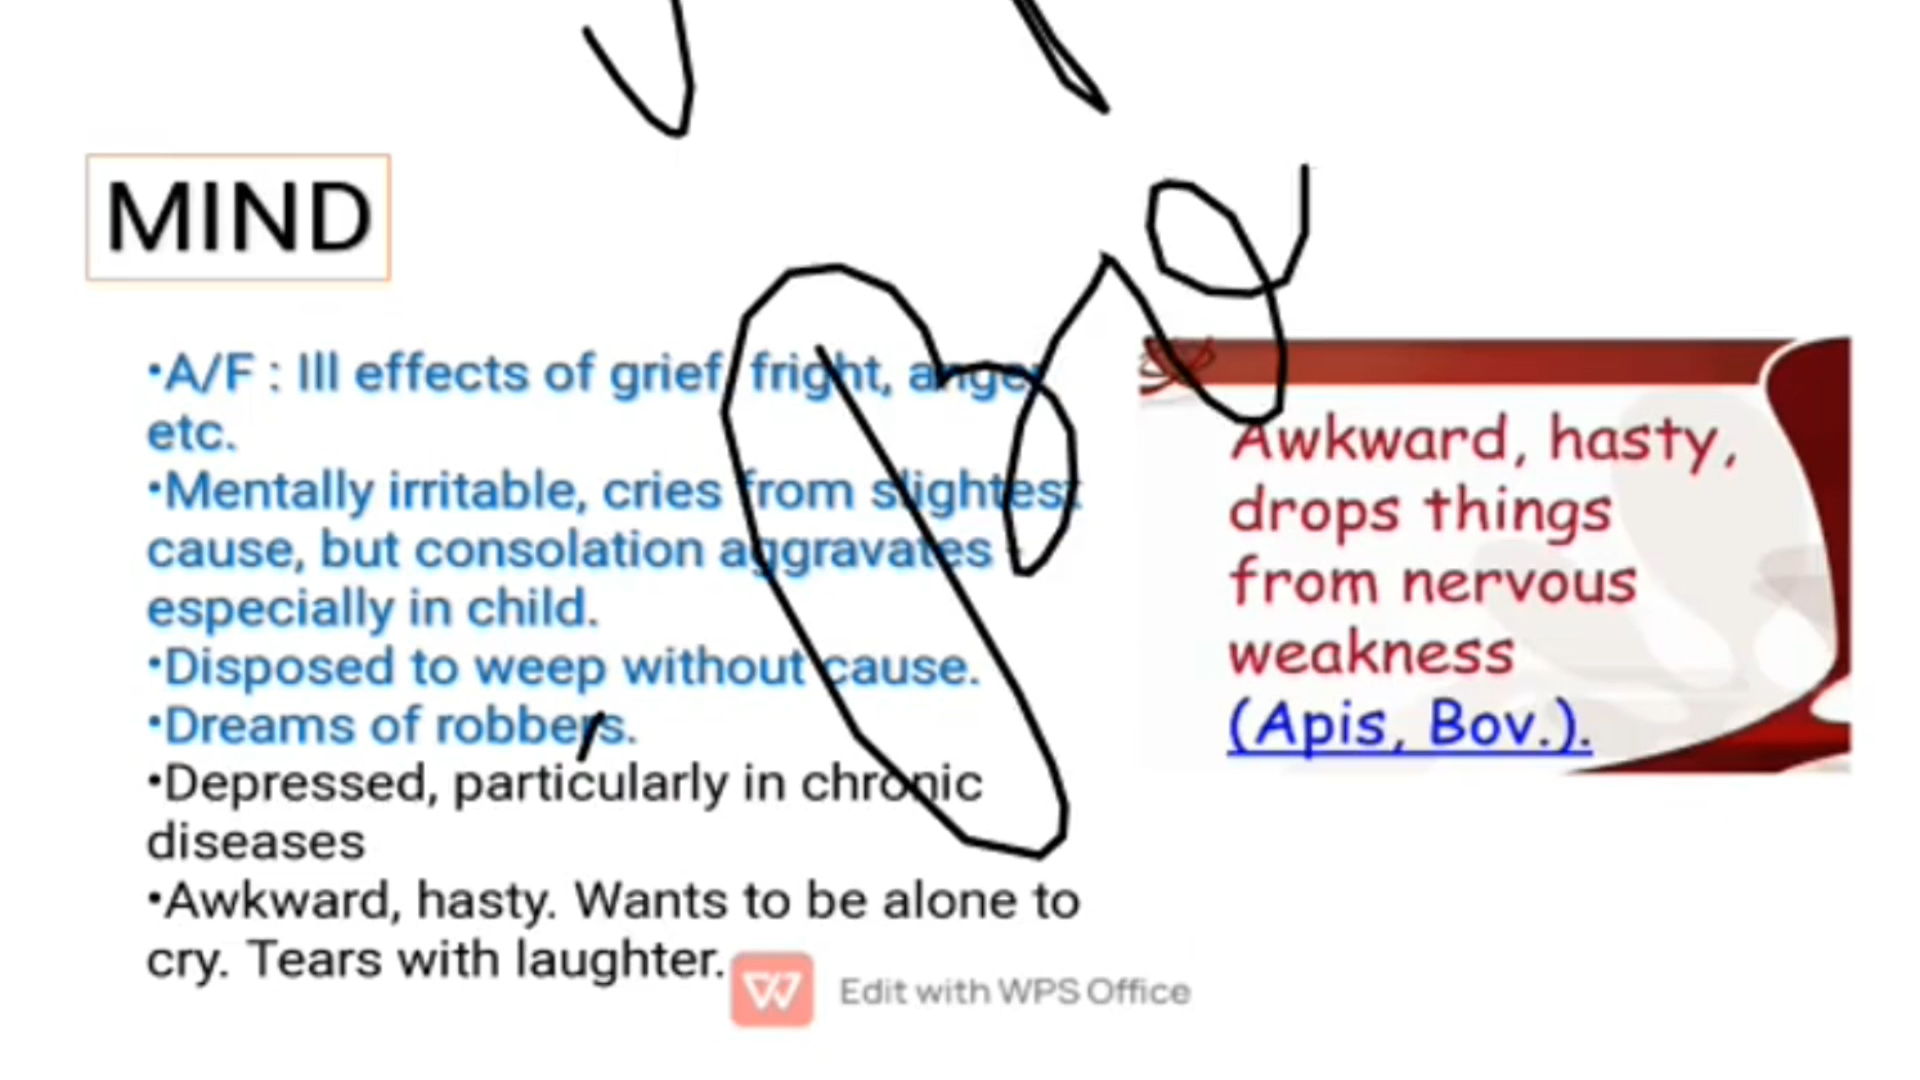 MIND
•A/F : Ill effects of grief, fright, anger
etc.
•Mentally irritable, cries from slightest
cause, but consolation aggravates -
especially in child.
•Disposed to weep without cause.
•Dreams of robbers.
•Depressed, particularly in chronic
diseases
•Awkward, hasty. Wants to be alone to
cry. Tears with laughter.
Awkward, hasty,
drops things
from nervous
weakness
(Apis, Bov.).
Edit with WPS Office